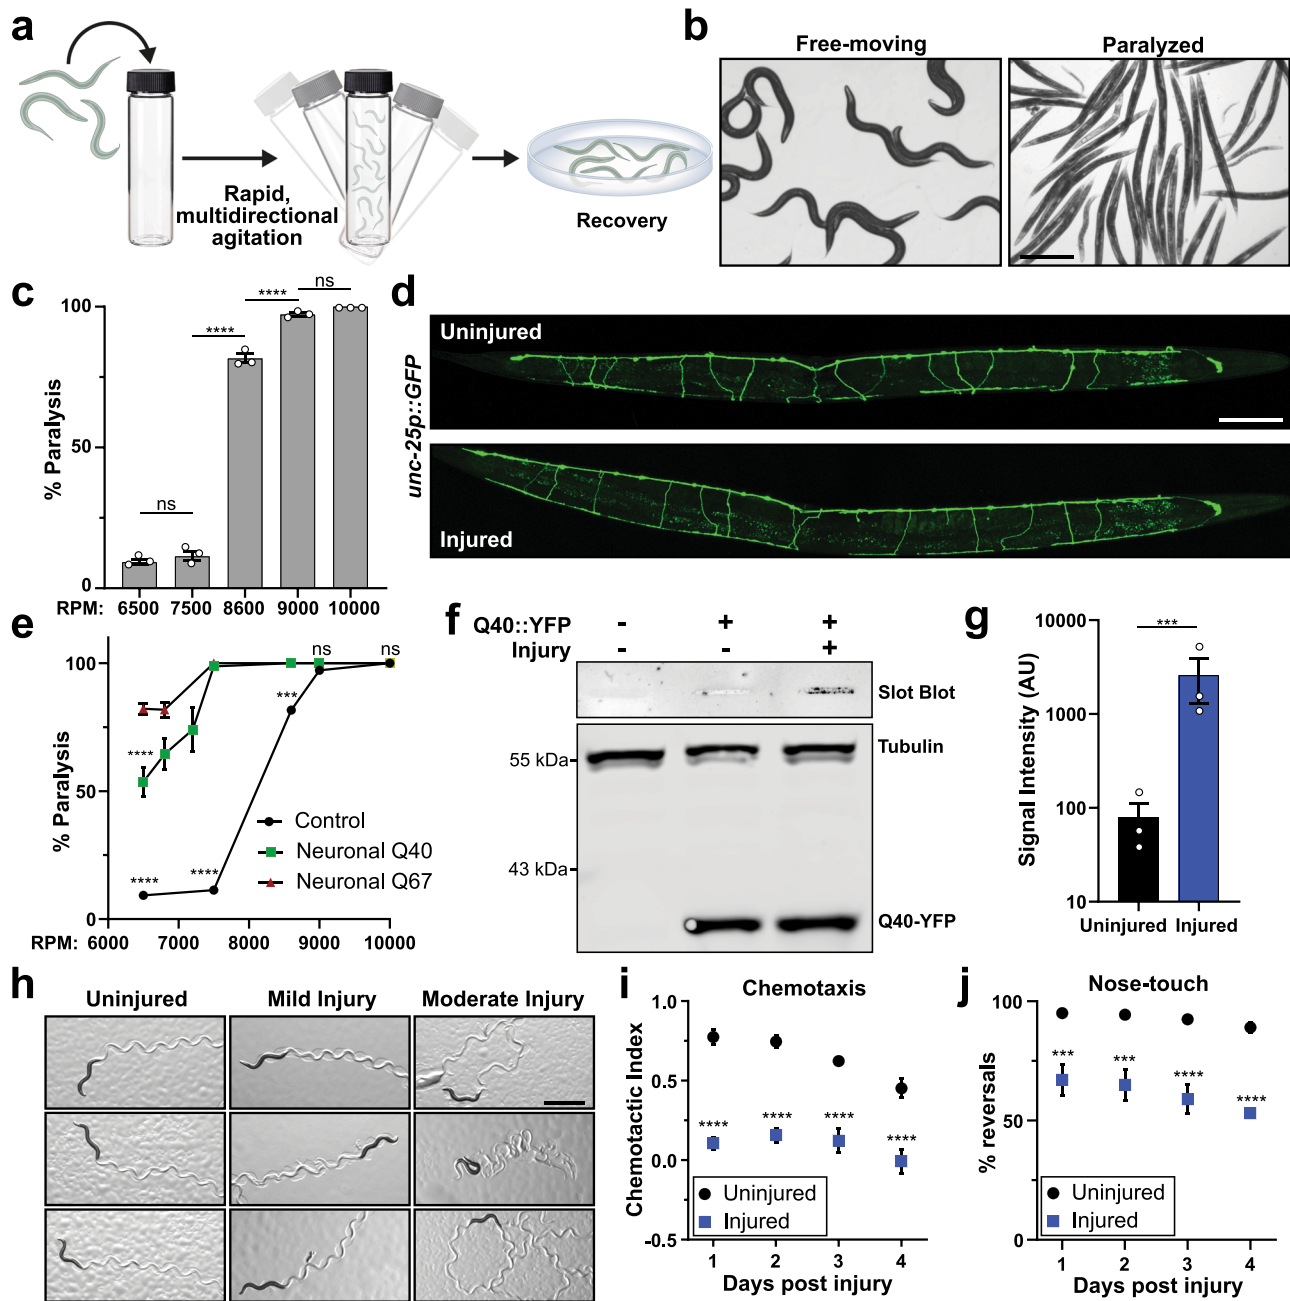 a
Rapid,
multidirectional
agitation
Recovery
b
Free-moving
Paralyzed
c
% Paralysis
100
50
0
ns
****
****
ns
RPM: 6500 7500 8600 9000 10000
d
unc-25p::GFP
Uninjured
Injured
e
% Paralysis
100
50
0
****
****
****
***
ns
ns
Control
Neuronal Q40
Neuronal Q67
RPM: 6000 7000 8000 9000 10000
f
Q40::YFP - + +
Injury - - +
Slot Blot
Tubulin
55 kDa
43 kDa
Q40-YFP
g
Signal Intensity (AU)
10000
1000
100
10
***
Uninjured Injured
h
Uninjured
Mild Injury
Moderate Injury
i
Chemotaxis
Chemotactic Index
1.0
0.5
0.0
-0.5
**** **** **** ****
Uninjured
Injured
1 2 3 4
Days post injury
j
Nose-touch
% reversals
100
50
0
*** *** **** ****
Uninjured
Injured
1 2 3 4
Days post injury